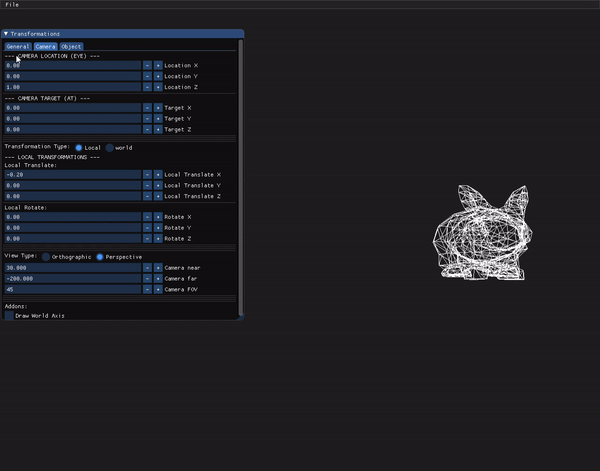 File
▼ Transformations
General Camera Object
--- CAMERA LOCATION (EYE) ---
0.00 - + Location X
0.00 - + Location Y
1.00 - + Location Z
--- CAMERA TARGET (AT) ---
0.00 - + Target X
0.00 - + Target Y
0.00 - + Target Z
Transformation Type: Local world
--- LOCAL TRANSFORMATIONS ---
Local Translate:
-0.20 - + Local Translate X
0.00 - + Local Translate Y
0.00 - + Local Translate Z
Local Rotate:
0.00 - + Rotate X
0.00 - + Rotate Y
0.00 - + Rotate Z
View Type: Orthographic Perspective
30.000 - + Camera near
-200.000 - + Camera far
45 - + Camera FOV
Addons:
Draw World Axis